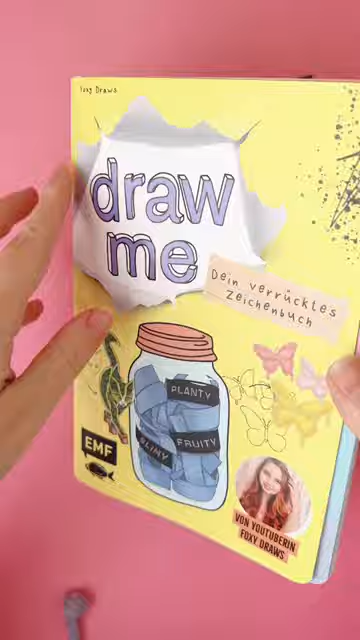 Foxy Draws
draw
me
Dein verrücktes
Zeichenbuch
PLANTY
SLIMY
FRUITY
EMF
VON YOUTUBERIN
FOXY DRAWS